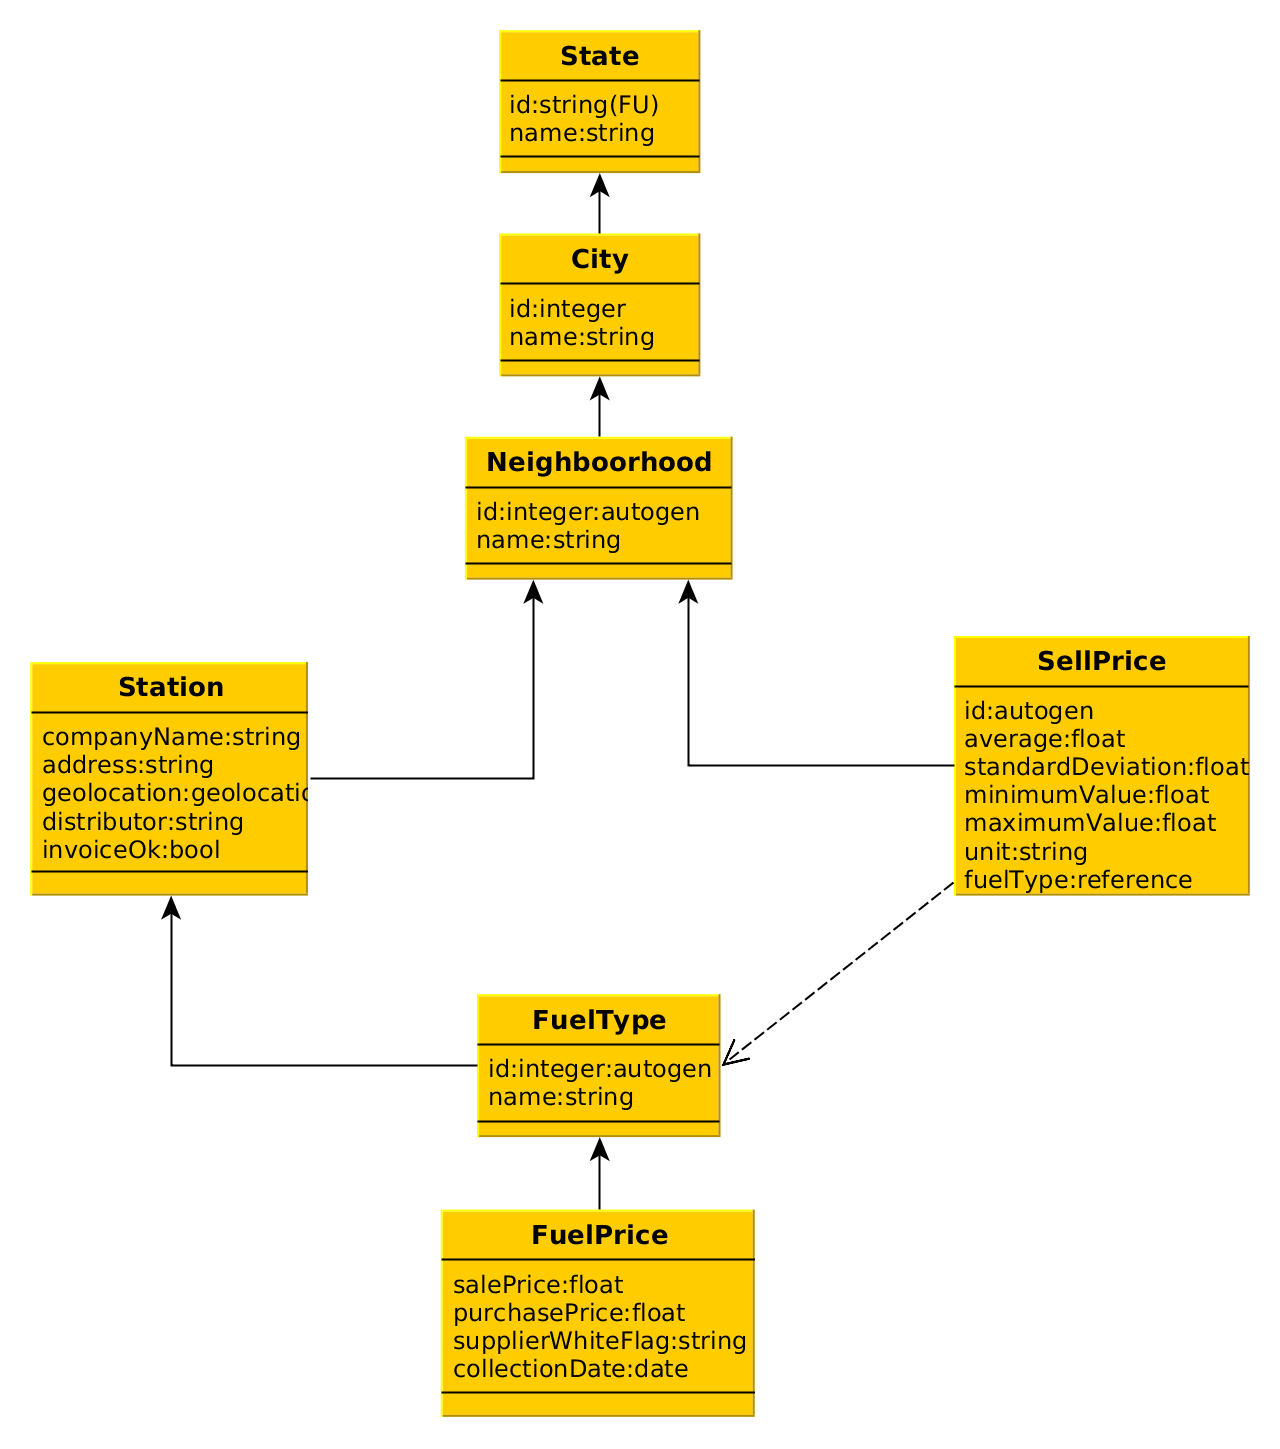 State
id:string(FU)
name:string
City
id:integer
name:string
Neighboorhood
id:integer:autogen
name:string
Station
companyName:string
address:string
geolocation:geolocatic
distributor:string
invoiceOk:bool
SellPrice
id:autogen
average:float
standardDeviation:float
minimumValue:float
maximumValue:float
unit:string
fuelType:reference
FuelType
id:integer:autogen
name:string
FuelPrice
salePrice:float
purchasePrice:float
supplierWhiteFlag:string
collectionDate:date